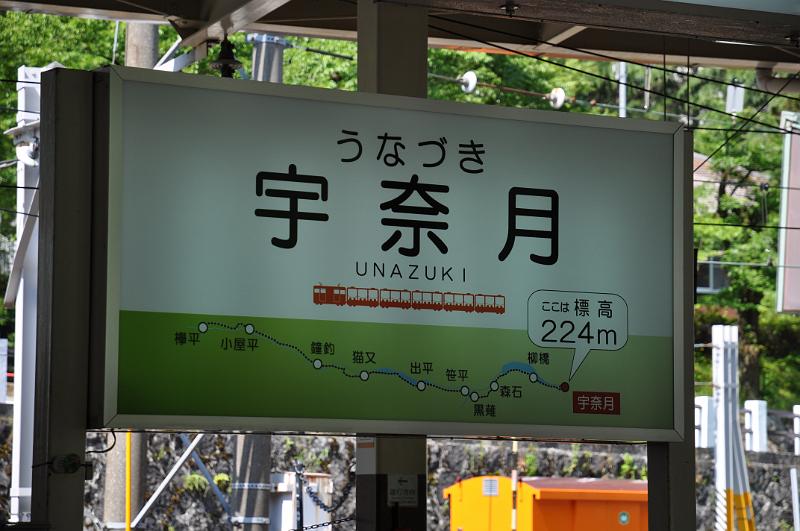 うなづき
宇奈月
UNAZUKI
ここは 標高
224m
欅平
小屋平
鐘釣
猫又
出平
笹平
黒薙
森石
柳橋
宇奈月